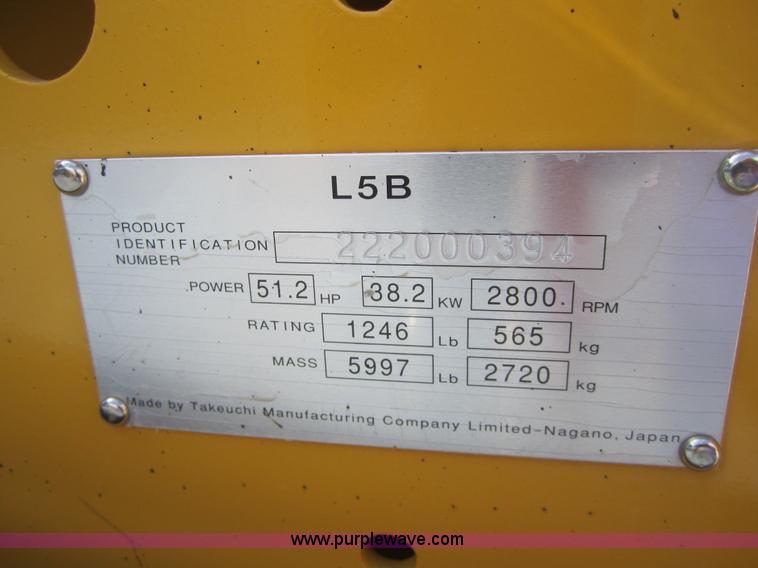 L5B
PRODUCT
IDENTIFICATION 222000394
NUMBER
POWER 51.2 HP 38.2 KW 2800 RPM
RATING 1246 Lb 565 kg
MASS 5997 Lb 2720 kg
Made by Takeuchi Manufacturing Company Limited-Nagano, Japan
www.purplewave.com